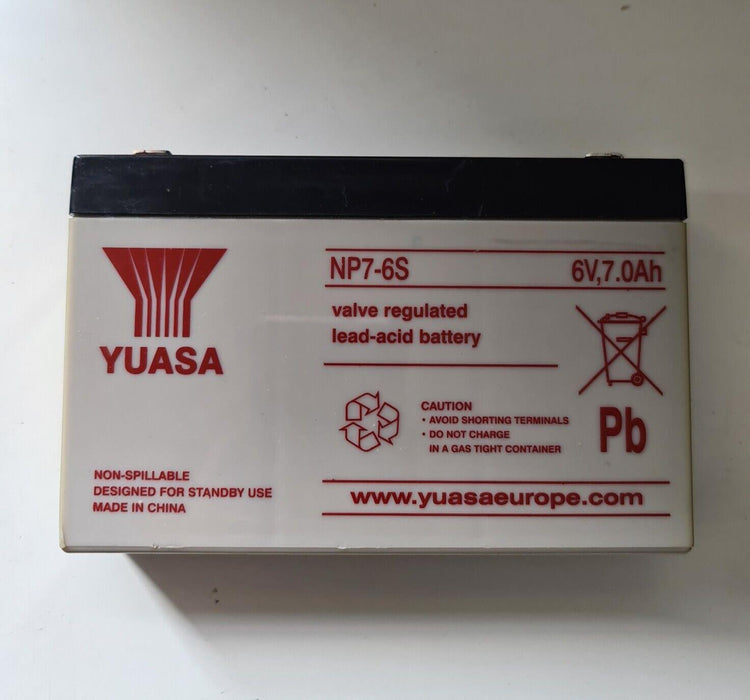 YUASA
NP7-6S 6V,7.0Ah
valve regulated
lead-acid battery
CAUTION
• AVOID SHORTING TERMINALS
• DO NOT CHARGE
IN A GAS TIGHT CONTAINER
Pb
NON-SPILLABLE
DESIGNED FOR STANDBY USE
MADE IN CHINA
www.yuasaeurope.com